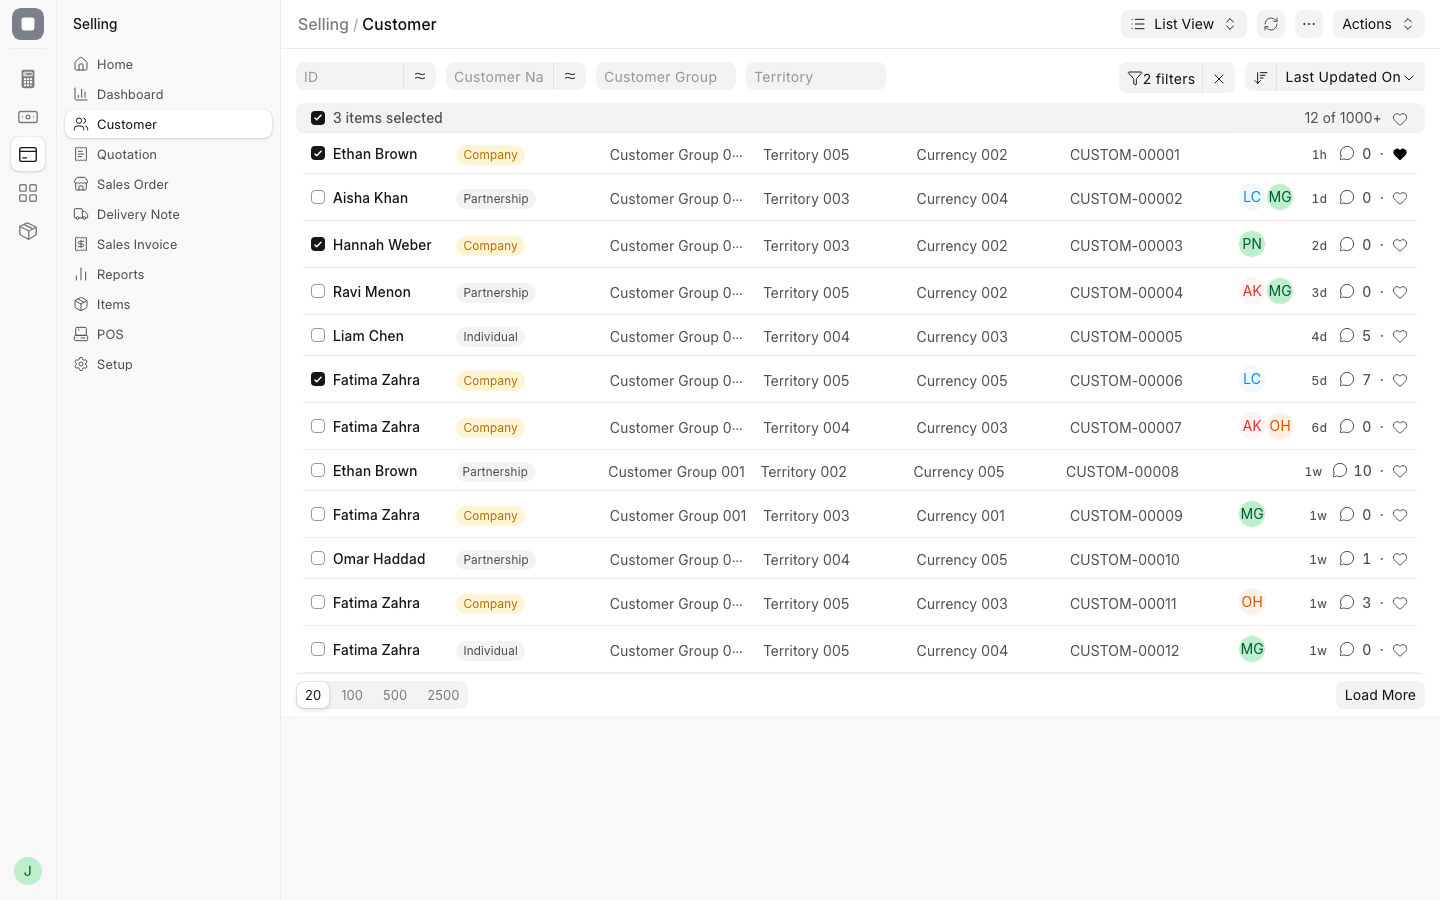 Selling
Home
Dashboard
Customer
Quotation
Sales Order
Delivery Note
Sales Invoice
Reports
Items
POS
Setup
J
Selling / Customer
List View
Actions
ID ≈ Customer Na ≈ Customer Group Territory
2 filters × Last Updated On
3 items selected 12 of 1000+
Ethan Brown Company Customer Group 0··· Territory 005 Currency 002 CUSTOM-00001 1h 0 ·
Aisha Khan Partnership Customer Group 0··· Territory 003 Currency 004 CUSTOM-00002 LC MG 1d 0 ·
Hannah Weber Company Customer Group 0··· Territory 003 Currency 002 CUSTOM-00003 PN 2d 0 ·
Ravi Menon Partnership Customer Group 0··· Territory 005 Currency 002 CUSTOM-00004 AK MG 3d 0 ·
Liam Chen Individual Customer Group 0··· Territory 004 Currency 003 CUSTOM-00005 4d 5 ·
Fatima Zahra Company Customer Group 0··· Territory 005 Currency 005 CUSTOM-00006 LC 5d 7 ·
Fatima Zahra Company Customer Group 0··· Territory 004 Currency 003 CUSTOM-00007 AK OH 6d 0 ·
Ethan Brown Partnership Customer Group 001 Territory 002 Currency 005 CUSTOM-00008 1w 10 ·
Fatima Zahra Company Customer Group 001 Territory 003 Currency 001 CUSTOM-00009 MG 1w 0 ·
Omar Haddad Partnership Customer Group 0··· Territory 004 Currency 005 CUSTOM-00010 1w 1 ·
Fatima Zahra Company Customer Group 0··· Territory 005 Currency 003 CUSTOM-00011 OH 1w 3 ·
Fatima Zahra Individual Customer Group 0··· Territory 005 Currency 004 CUSTOM-00012 MG 1w 0 ·
20 100 500 2500 Load More